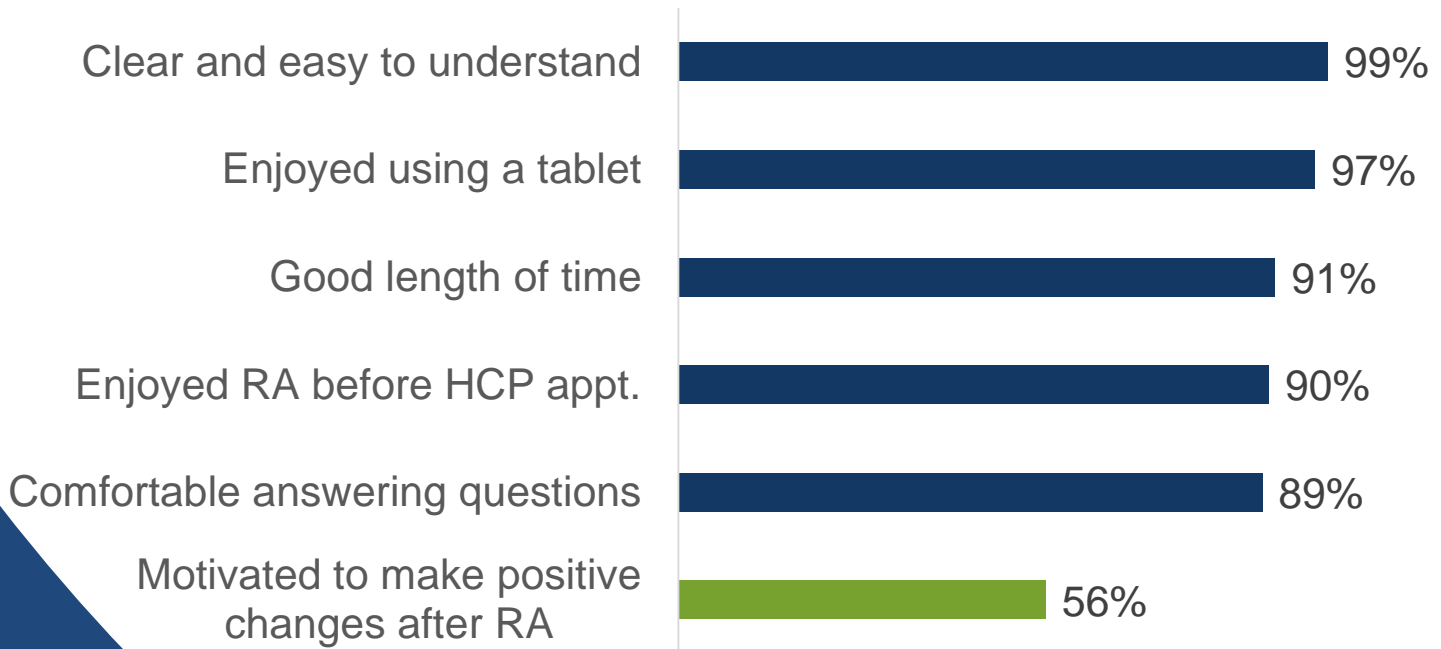 Clear and easy to understand 99%
Enjoyed using a tablet 97%
Good length of time 91%
Enjoyed RA before HCP appt. 90%
Comfortable answering questions 89%
Motivated to make positive
changes after RA 56%